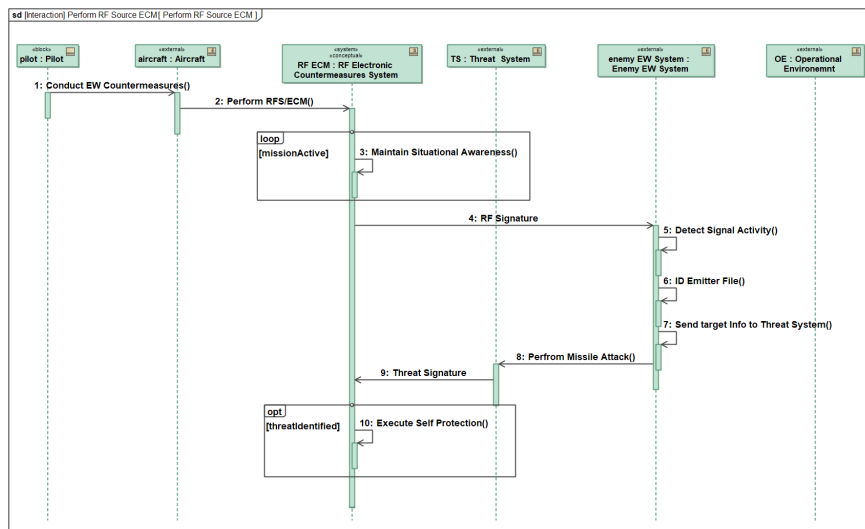 sd [Interaction] Perform RF Source ECM[ Perform RF Source ECM ]
«block»
pilot : Pilot
«external»
aircraft : Aircraft
«system»
«conceptual»
RF ECM : RF Electronic
Countermeasures System
«external»
TS : Threat System
«external»
enemy EW System :
Enemy EW System
«external»
OE : Operational
Environemnt
1: Conduct EW Countermeasures()
2: Perform RFS/ECM()
loop
[missionActive]
3: Maintain Situational Awareness()
4: RF Signature
5: Detect Signal Activity()
6: ID Emitter File()
7: Send target Info to Threat System()
8: Perfrom Missile Attack()
9: Threat Signature
opt
[threatIdentified]
10: Execute Self Protection()